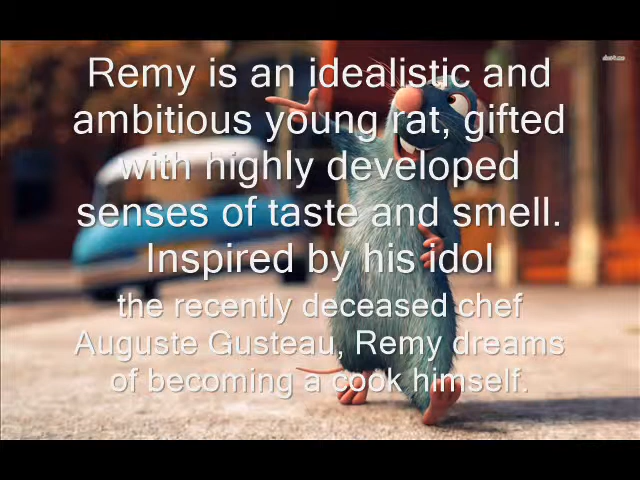 Remy is an idealistic and
ambitious young rat, gifted
with highly developed
senses of taste and smell.
Inspired by his idol
the recently deceased chef
Auguste Gusteau, Remy dreams
of becoming a cook himself.